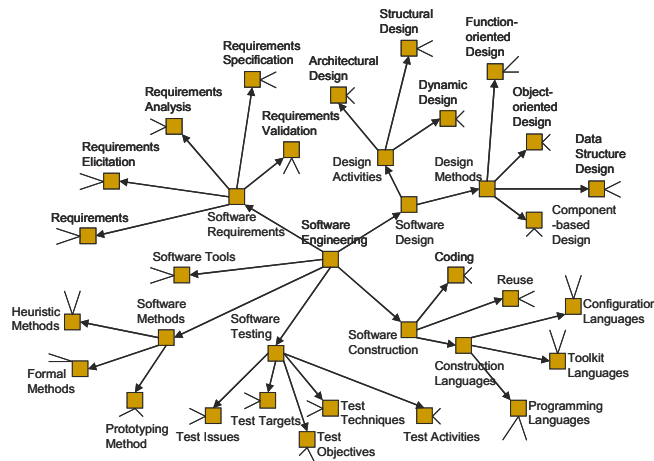 Structural
Design
Function-
oriented
Design
Requirements
Specification
Architectural
Design
Dynamic
Design
Object-
oriented
Design
Requirements
Analysis
Requirements
Validation
Data
Structure
Design
Requirements
Elicitation
Design
Activities
Design
Methods
Requirements
Software
Requirements
Software
Engineering
Software
Design
Component
-based
Design
Software Tools
Coding
Reuse
Heuristic
Methods
Software
Methods
Software
Testing
Software
Construction
Configuration
Languages
Construction
Languages
Toolkit
Languages
Formal
Methods
Prototyping
Method
Test Issues
Test Targets
Test
Techniques
Test
Objectives
Test Activities
Programming
Languages